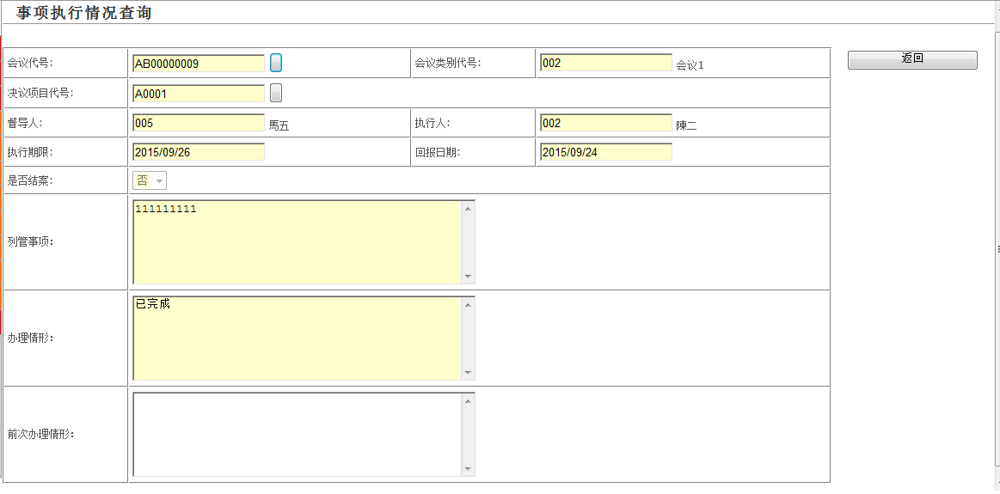 事项执行情况查询
会议代号: AB00000009 会议类别代号: 002 会议1 返回
决议项目代号: A0001
督导人: 005 馬五 执行人: 002 陳二
执行期限: 2015/09/26 回报日期: 2015/09/24
是否结案: 否
列管事项: 111111111
办理情形: 已完成
前次办理情形: